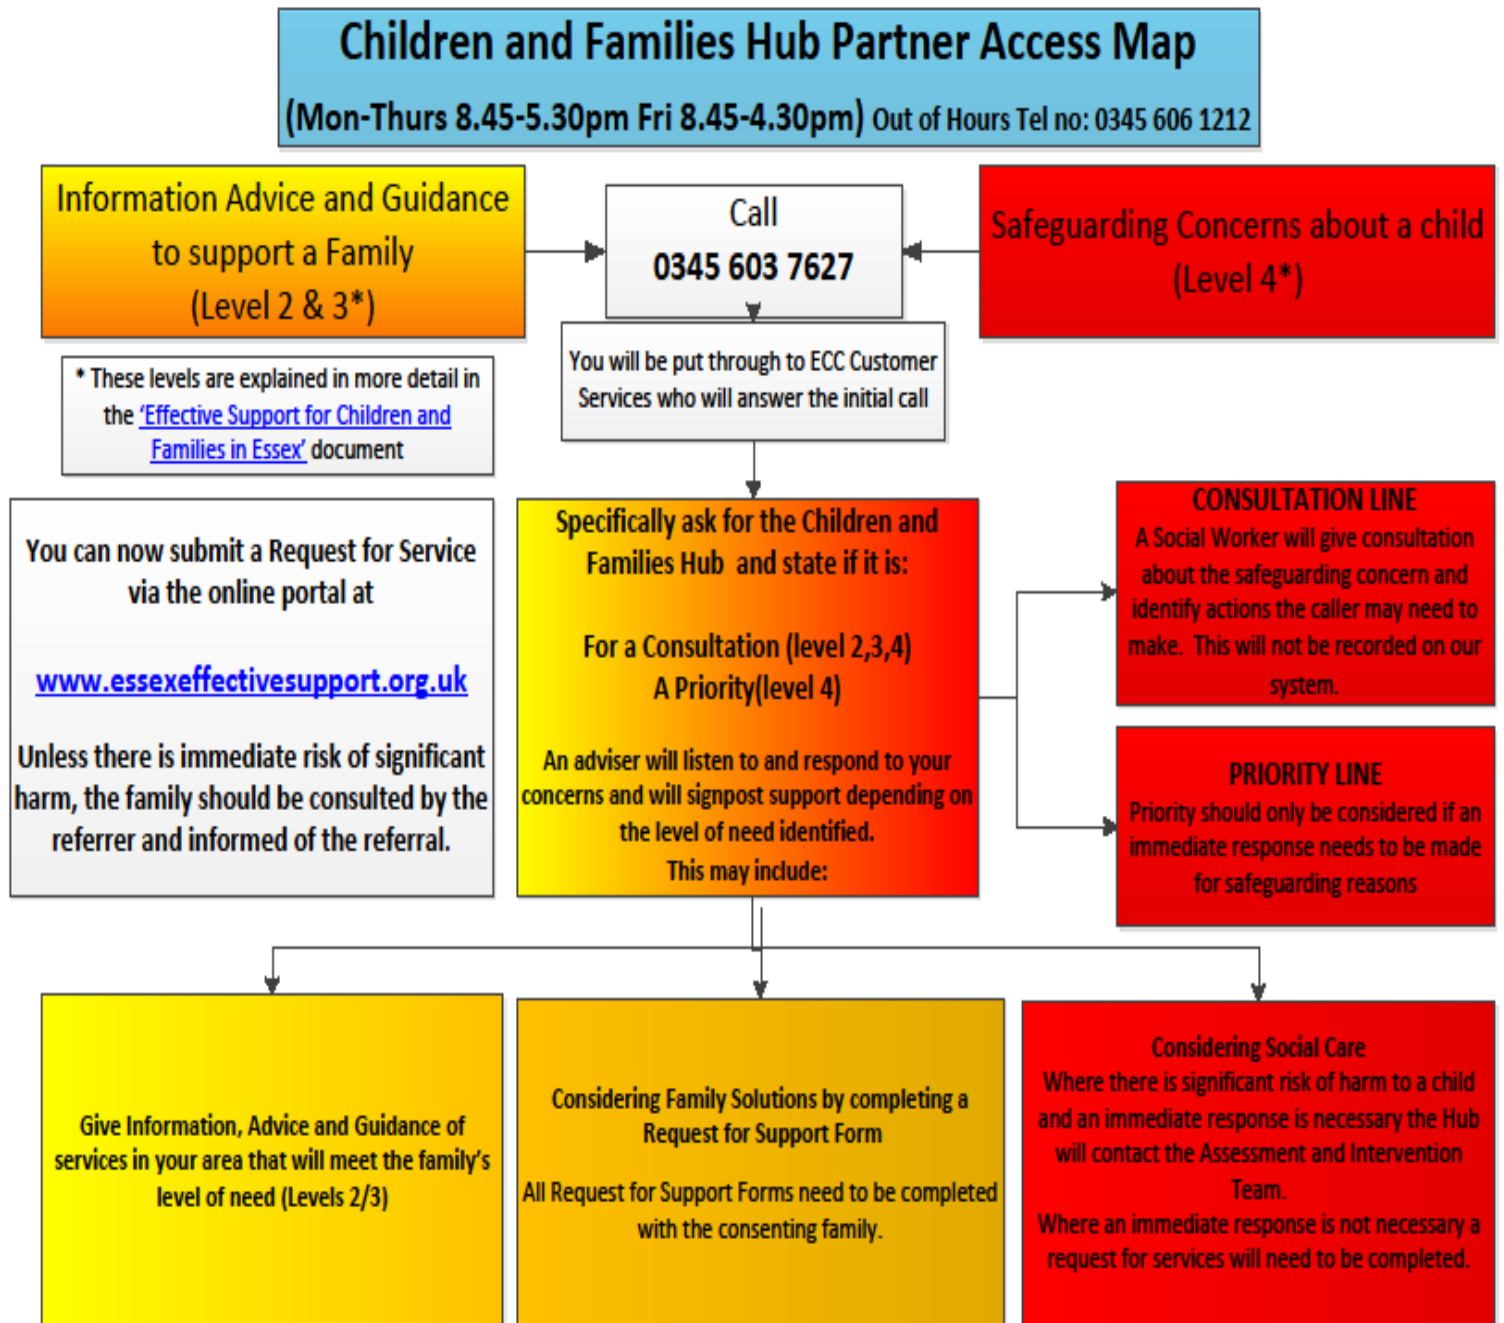 Children and Families Hub Partner Access Map
(Mon-Thurs 8.45-5.30pm Fri 8.45-4.30pm) Out of Hours Tel no: 0345 606 1212
Information Advice and Guidance
to support a Family
(Level 2 & 3*)
Call
0345 603 7627
Safeguarding Concerns about a child
(Level 4*)
You will be put through to ECC Customer
Services who will answer the initial call
* These levels are explained in more detail in
the 'Effective Support for Children and
Families in Essex' document
You can now submit a Request for Service
via the online portal at
www.essexeffectivesupport.org.uk
Unless there is immediate risk of significant
harm, the family should be consulted by the
referrer and informed of the referral.
Specifically ask for the Children and
Families Hub and state if it is:
For a Consultation (level 2,3,4)
A Priority(level 4)
An adviser will listen to and respond to your
concerns and will signpost support depending on
the level of need identified.
This may include:
CONSULTATION LINE
A Social Worker will give consultation
about the safeguarding concern and
identify actions the caller may need to
make. This will not be recorded on our
system.
PRIORITY LINE
Priority should only be considered if an
immediate response needs to be made
for safeguarding reasons
Give Information, Advice and Guidance of
services in your area that will meet the family's
level of need (Levels 2/3)
Considering Family Solutions by completing a
Request for Support Form
All Request for Support Forms need to be completed
with the consenting family.
Considering Social Care
Where there is significant risk of harm to a child
and an immediate response is necessary the Hub
will contact the Assessment and Intervention
Team.
Where an immediate response is not necessary a
request for services will need to be completed.